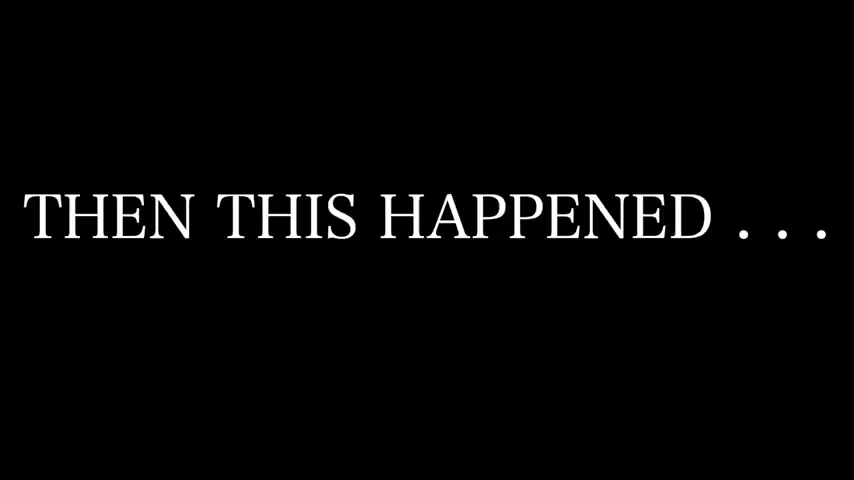 THEN THIS HAPPENED . . .